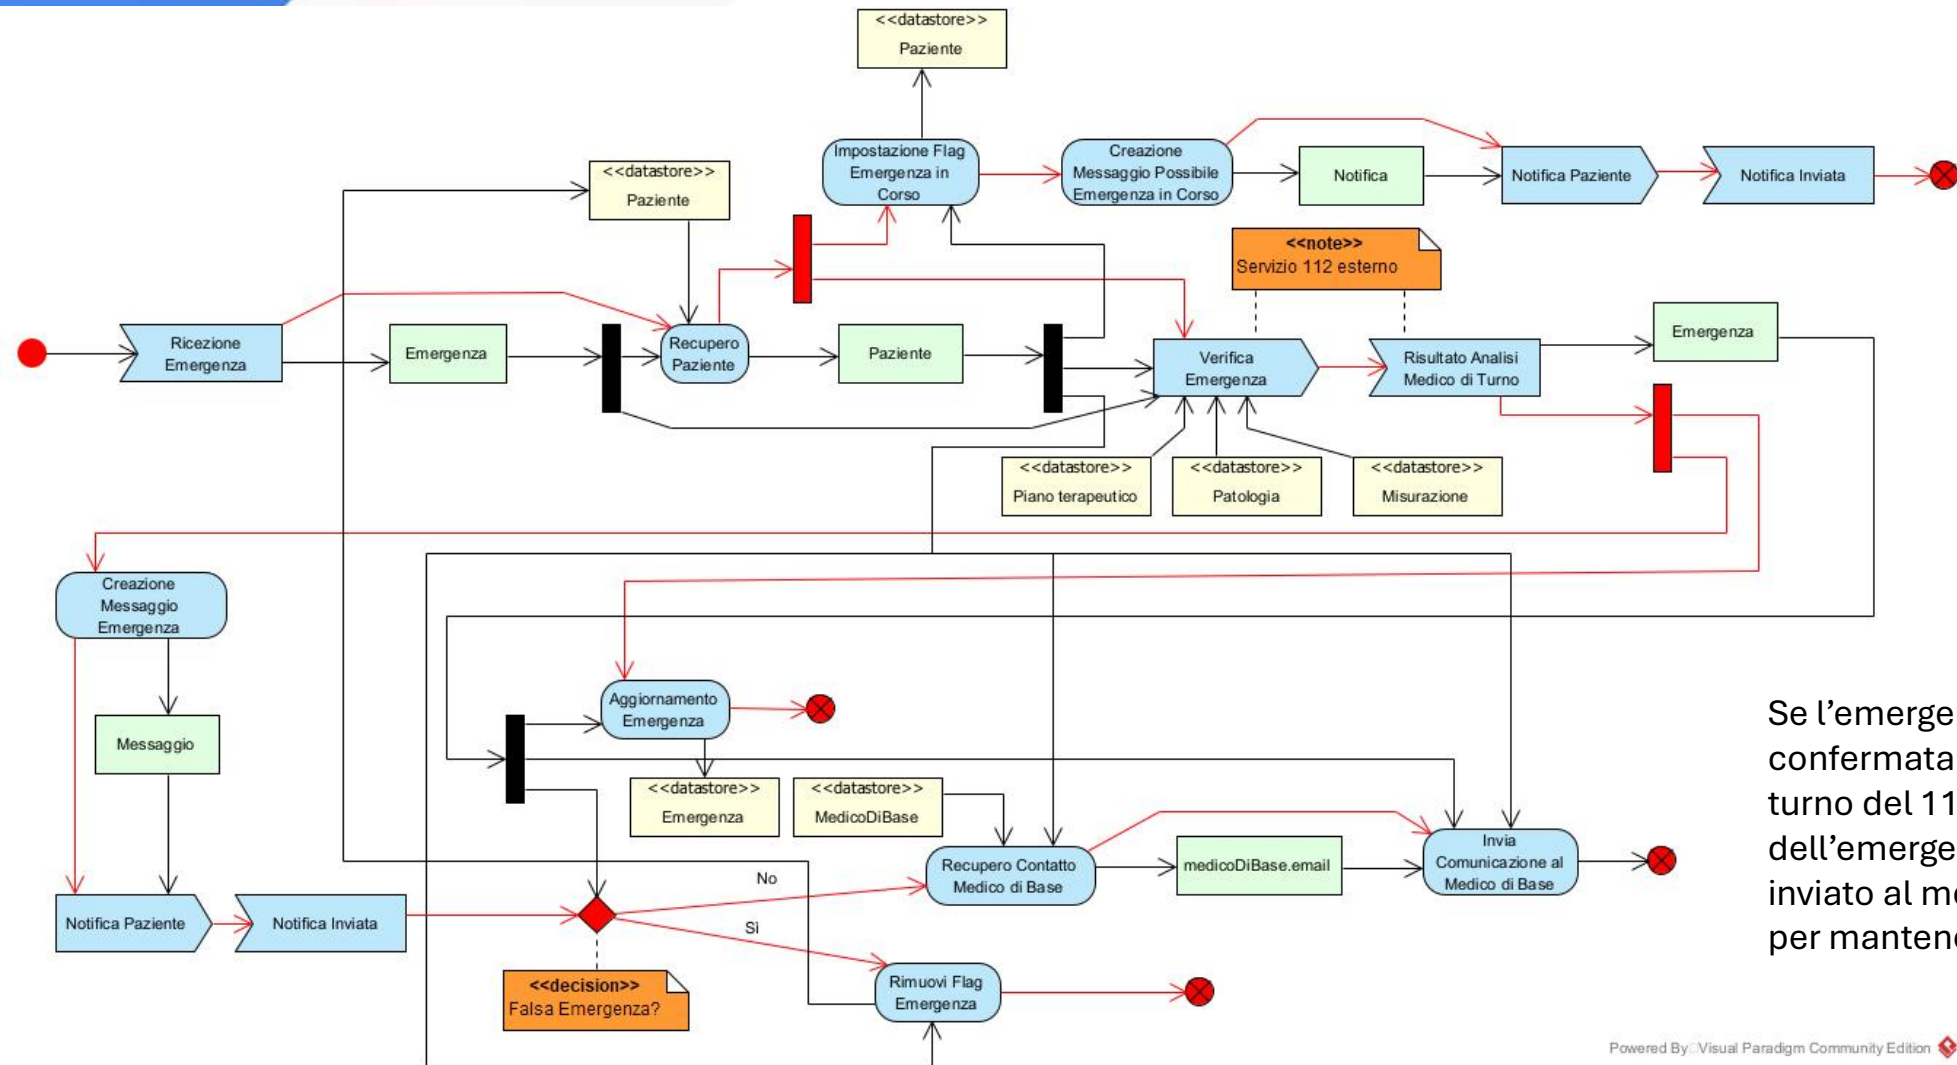 <<datastore>>
Paziente
Impostazione Flag
Emergenza in
Corso
Creazione
Messaggio Possibile
Emergenza in Corso
Notifica
Notifica Paziente
Notifica Inviata
<<datastore>>
Paziente
<<note>>
Servizio 112 esterno
Ricezione
Emergenza
Emergenza
Recupero
Paziente
Paziente
Verifica
Emergenza
Risultato Analisi
Medico di Turno
Emergenza
<<datastore>>
Piano terapeutico
<<datastore>>
Patologia
<<datastore>>
Misurazione
Creazione
Messaggio
Emergenza
Messaggio
Aggiornamento
Emergenza
<<datastore>>
Emergenza
<<datastore>>
MedicoDiBase
Recupero Contatto
Medico di Base
medicoDiBase.email
Invia
Comunicazione al
Medico di Base
Notifica Paziente
Notifica Inviata
No
Sì
<<decision>>
Falsa Emergenza?
Rimuovi Flag
Emergenza
Se l’emerge
confermata
turno del 11
dell’emerge
inviato al m
per manten
Powered By Visual Paradigm Community Edition